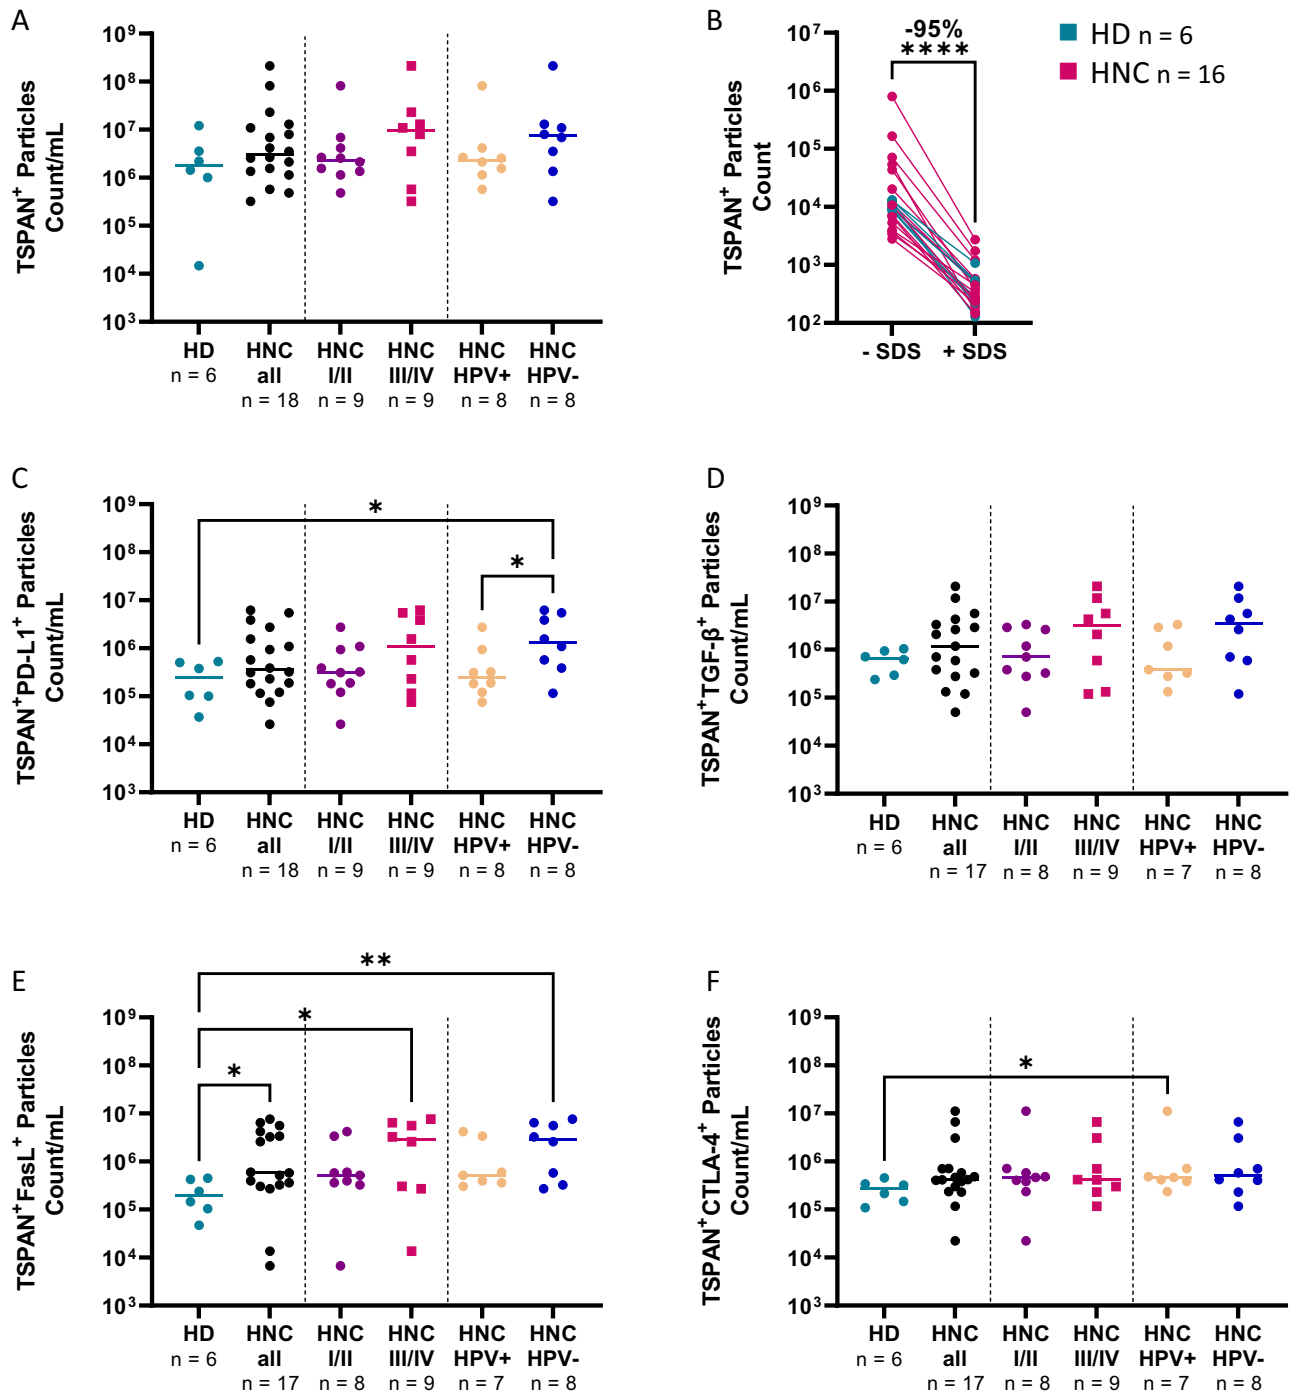 A
TSPAN⁺ Particles
Count/mL
10⁹
10⁸
10⁷
10⁶
10⁵
10⁴
10³
HD
n = 6
HNC
all
n = 18
HNC
I/II
n = 9
HNC
III/IV
n = 9
HNC
HPV+
n = 8
HNC
HPV-
n = 8
B
TSPAN⁺ Particles
Count
10⁷
10⁶
10⁵
10⁴
10³
10²
-95%
****
- SDS
+ SDS
HD n = 6
HNC n = 16
C
TSPAN⁺PD-L1⁺ Particles
Count/mL
10⁹
10⁸
10⁷
10⁶
10⁵
10⁴
10³
*
*
HD
n = 6
HNC
all
n = 18
HNC
I/II
n = 9
HNC
III/IV
n = 9
HNC
HPV+
n = 8
HNC
HPV-
n = 8
D
TSPAN⁺TGF-β⁺ Particles
Count/mL
10⁹
10⁸
10⁷
10⁶
10⁵
10⁴
10³
HD
n = 6
HNC
all
n = 17
HNC
I/II
n = 8
HNC
III/IV
n = 9
HNC
HPV+
n = 7
HNC
HPV-
n = 8
E
TSPAN⁺FasL⁺ Particles
Count/mL
10⁹
10⁸
10⁷
10⁶
10⁵
10⁴
10³
**
*
*
HD
n = 6
HNC
all
n = 17
HNC
I/II
n = 8
HNC
III/IV
n = 9
HNC
HPV+
n = 7
HNC
HPV-
n = 8
F
TSPAN⁺CTLA-4⁺ Particles
Count/mL
10⁹
10⁸
10⁷
10⁶
10⁵
10⁴
10³
*
HD
n = 6
HNC
all
n = 17
HNC
I/II
n = 8
HNC
III/IV
n = 9
HNC
HPV+
n = 7
HNC
HPV-
n = 8